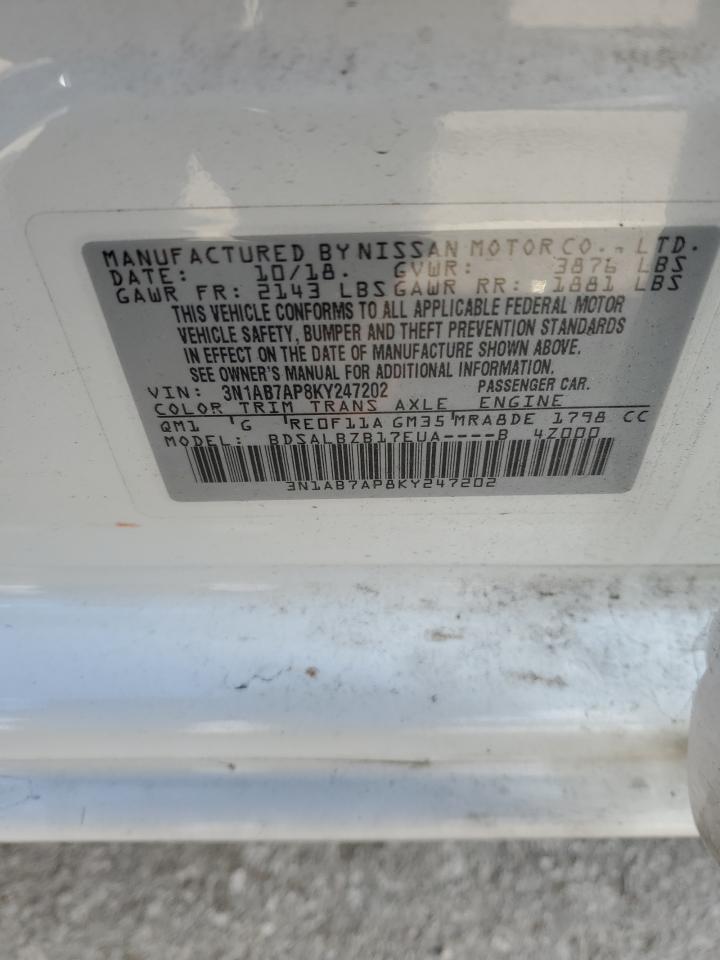 MANUFACTURED BY NISSAN MOTOR CO., LTD.
DATE: 10/18. GVWR: 3876 LBS
GAWR FR: 2143 LBS GAWR RR: 1881 LBS
THIS VEHICLE CONFORMS TO ALL APPLICABLE FEDERAL MOTOR
VEHICLE SAFETY, BUMPER AND THEFT PREVENTION STANDARDS
IN EFFECT ON THE DATE OF MANUFACTURE SHOWN ABOVE.
SEE OWNER'S MANUAL FOR ADDITIONAL INFORMATION.
VIN: 3N1AB7AP8KY247202 PASSENGER CAR.
COLOR TRIM TRANS AXLE ENGINE
QM1 G RE0F11A GM35 MRA8DE 1798 CC
MODEL: BDSALBZB17EUA----B 4Z000
3N1AB7AP8KY247202